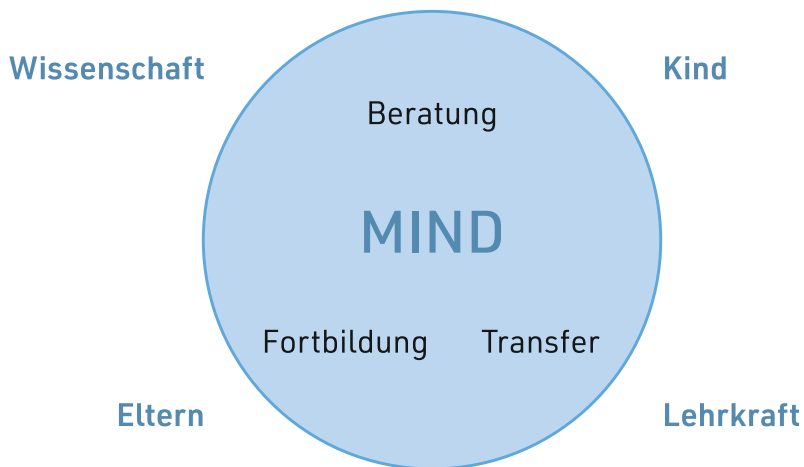 Wissenschaft
Kind
Beratung
MIND
Fortbildung
Transfer
Eltern
Lehrkraft